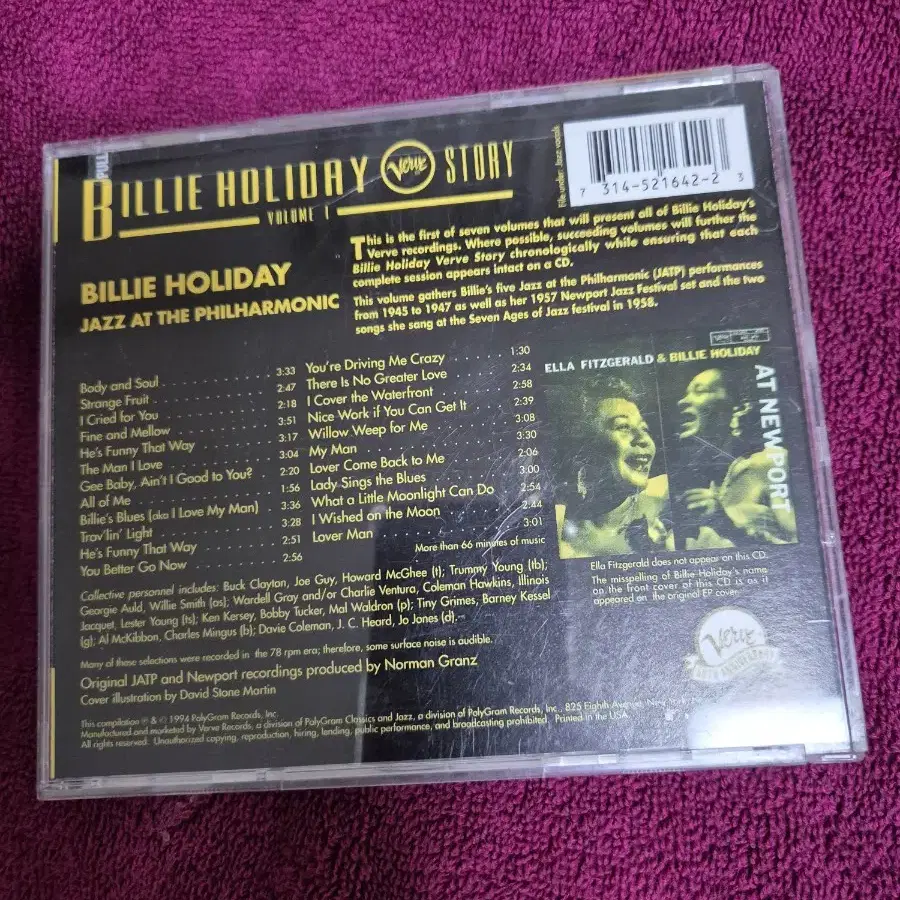 PULL
BILLIE HOLIDAY Verve STORY
VOLUME 1
File under: Jazz vocals
7 314-521642-2 3
BILLIE HOLIDAY
JAZZ AT THE PHILHARMONIC
This is the first of seven volumes that will present all of Billie Holiday's
Verve recordings. Where possible, succeeding volumes will further the
Billie Holiday Verve Story chronologically while ensuring that each
complete session appears intact on a CD.
This volume gathers Billie's five Jazz at the Philharmonic (JATP) performances
from 1945 to 1947 as well as her 1957 Newport Jazz Festival set and the two
songs she sang at the Seven Ages of Jazz festival in 1958.
Body and Soul 3:33
Strange Fruit 2:47
I Cried for You 2:18
Fine and Mellow 3:51
He's Funny That Way 3:17
The Man I Love 3:04
Gee Baby, Ain't I Good to You? 2:20
All of Me 1:56
Billie's Blues (aka I Love My Man) 3:36
Trav'lin' Light 3:28
He's Funny That Way 2:51
You Better Go Now 2:56
You're Driving Me Crazy 1:30
There Is No Greater Love 2:34
I Cover the Waterfront 2:58
Nice Work if You Can Get It 2:39
Willow Weep for Me 3:08
My Man 3:30
Lover Come Back to Me 2:06
Lady Sings the Blues 3:00
What a Little Moonlight Can Do 2:54
I Wished on the Moon 2:44
Lover Man 3:01
More than 66 minutes of music
ELLA FITZGERALD & BILLIE HOLIDAY
AT NEWPORT
Ella Fitzgerald does not appear on this CD.
The misspelling of Billie Holiday's name
on the front cover of this CD is as it
appeared on the original EP cover.
Collective personnel includes: Buck Clayton, Joe Guy, Howard McGhee (t); Trummy Young (tb);
Georgie Auld, Willie Smith (as); Wardell Gray and/or Charlie Ventura, Coleman Hawkins, Illinois
Jacquet, Lester Young (ts); Ken Kersey, Bobby Tucker, Mal Waldron (p); Tiny Grimes, Barney Kessel
(g); Al McKibbon, Charles Mingus (b); Davie Coleman, J. C. Heard, Jo Jones (d).
Many of these selections were recorded in the 78 rpm era; therefore, some surface noise is audible.
Original JATP and Newport recordings produced by Norman Granz
Cover illustration by David Stone Martin
Verve
This compilation ℗ & © 1994 PolyGram Records, Inc.
Manufactured and marketed by Verve Records, a division of PolyGram Classics and Jazz, a division of PolyGram Records, Inc., 825 Eighth Avenue, New York,
All rights reserved. Unauthorized copying, reproduction, hiring, lending, public performance, and broadcasting prohibited. Printed in the USA.